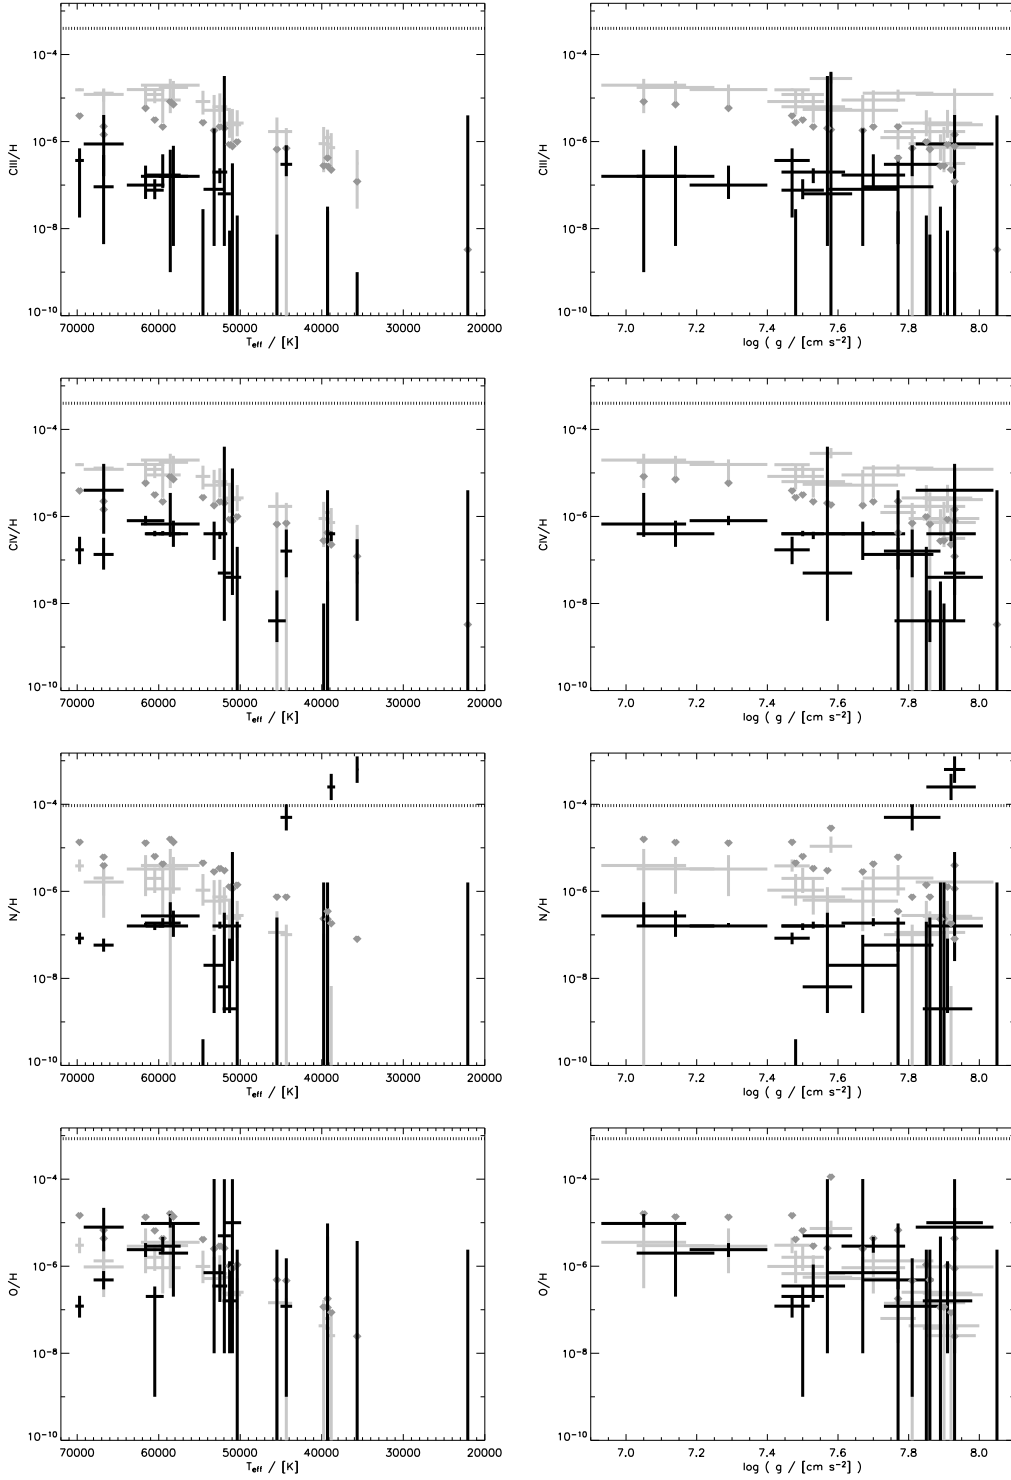 10⁻⁴ 10⁻⁴
10⁻⁶ 10⁻⁶
CIII/H CIII/H
10⁻⁸ 10⁻⁸
10⁻¹⁰ 10⁻¹⁰
70000 60000 50000 40000 30000 20000 7.0 7.2 7.4 7.6 7.8 8.0
T_eff / [K] log ( g / [cm s⁻²] )
10⁻⁴ 10⁻⁴
10⁻⁶ 10⁻⁶
CIV/H CIV/H
10⁻⁸ 10⁻⁸
10⁻¹⁰ 10⁻¹⁰
70000 60000 50000 40000 30000 20000 7.0 7.2 7.4 7.6 7.8 8.0
T_eff / [K] log ( g / [cm s⁻²] )
10⁻⁴ 10⁻⁴
10⁻⁶ 10⁻⁶
N/H N/H
10⁻⁸ 10⁻⁸
10⁻¹⁰ 10⁻¹⁰
70000 60000 50000 40000 30000 20000 7.0 7.2 7.4 7.6 7.8 8.0
T_eff / [K] log ( g / [cm s⁻²] )
10⁻⁴ 10⁻⁴
10⁻⁶ 10⁻⁶
O/H O/H
10⁻⁸ 10⁻⁸
10⁻¹⁰ 10⁻¹⁰
70000 60000 50000 40000 30000 20000 7.0 7.2 7.4 7.6 7.8 8.0
T_eff / [K] log ( g / [cm s⁻²] )